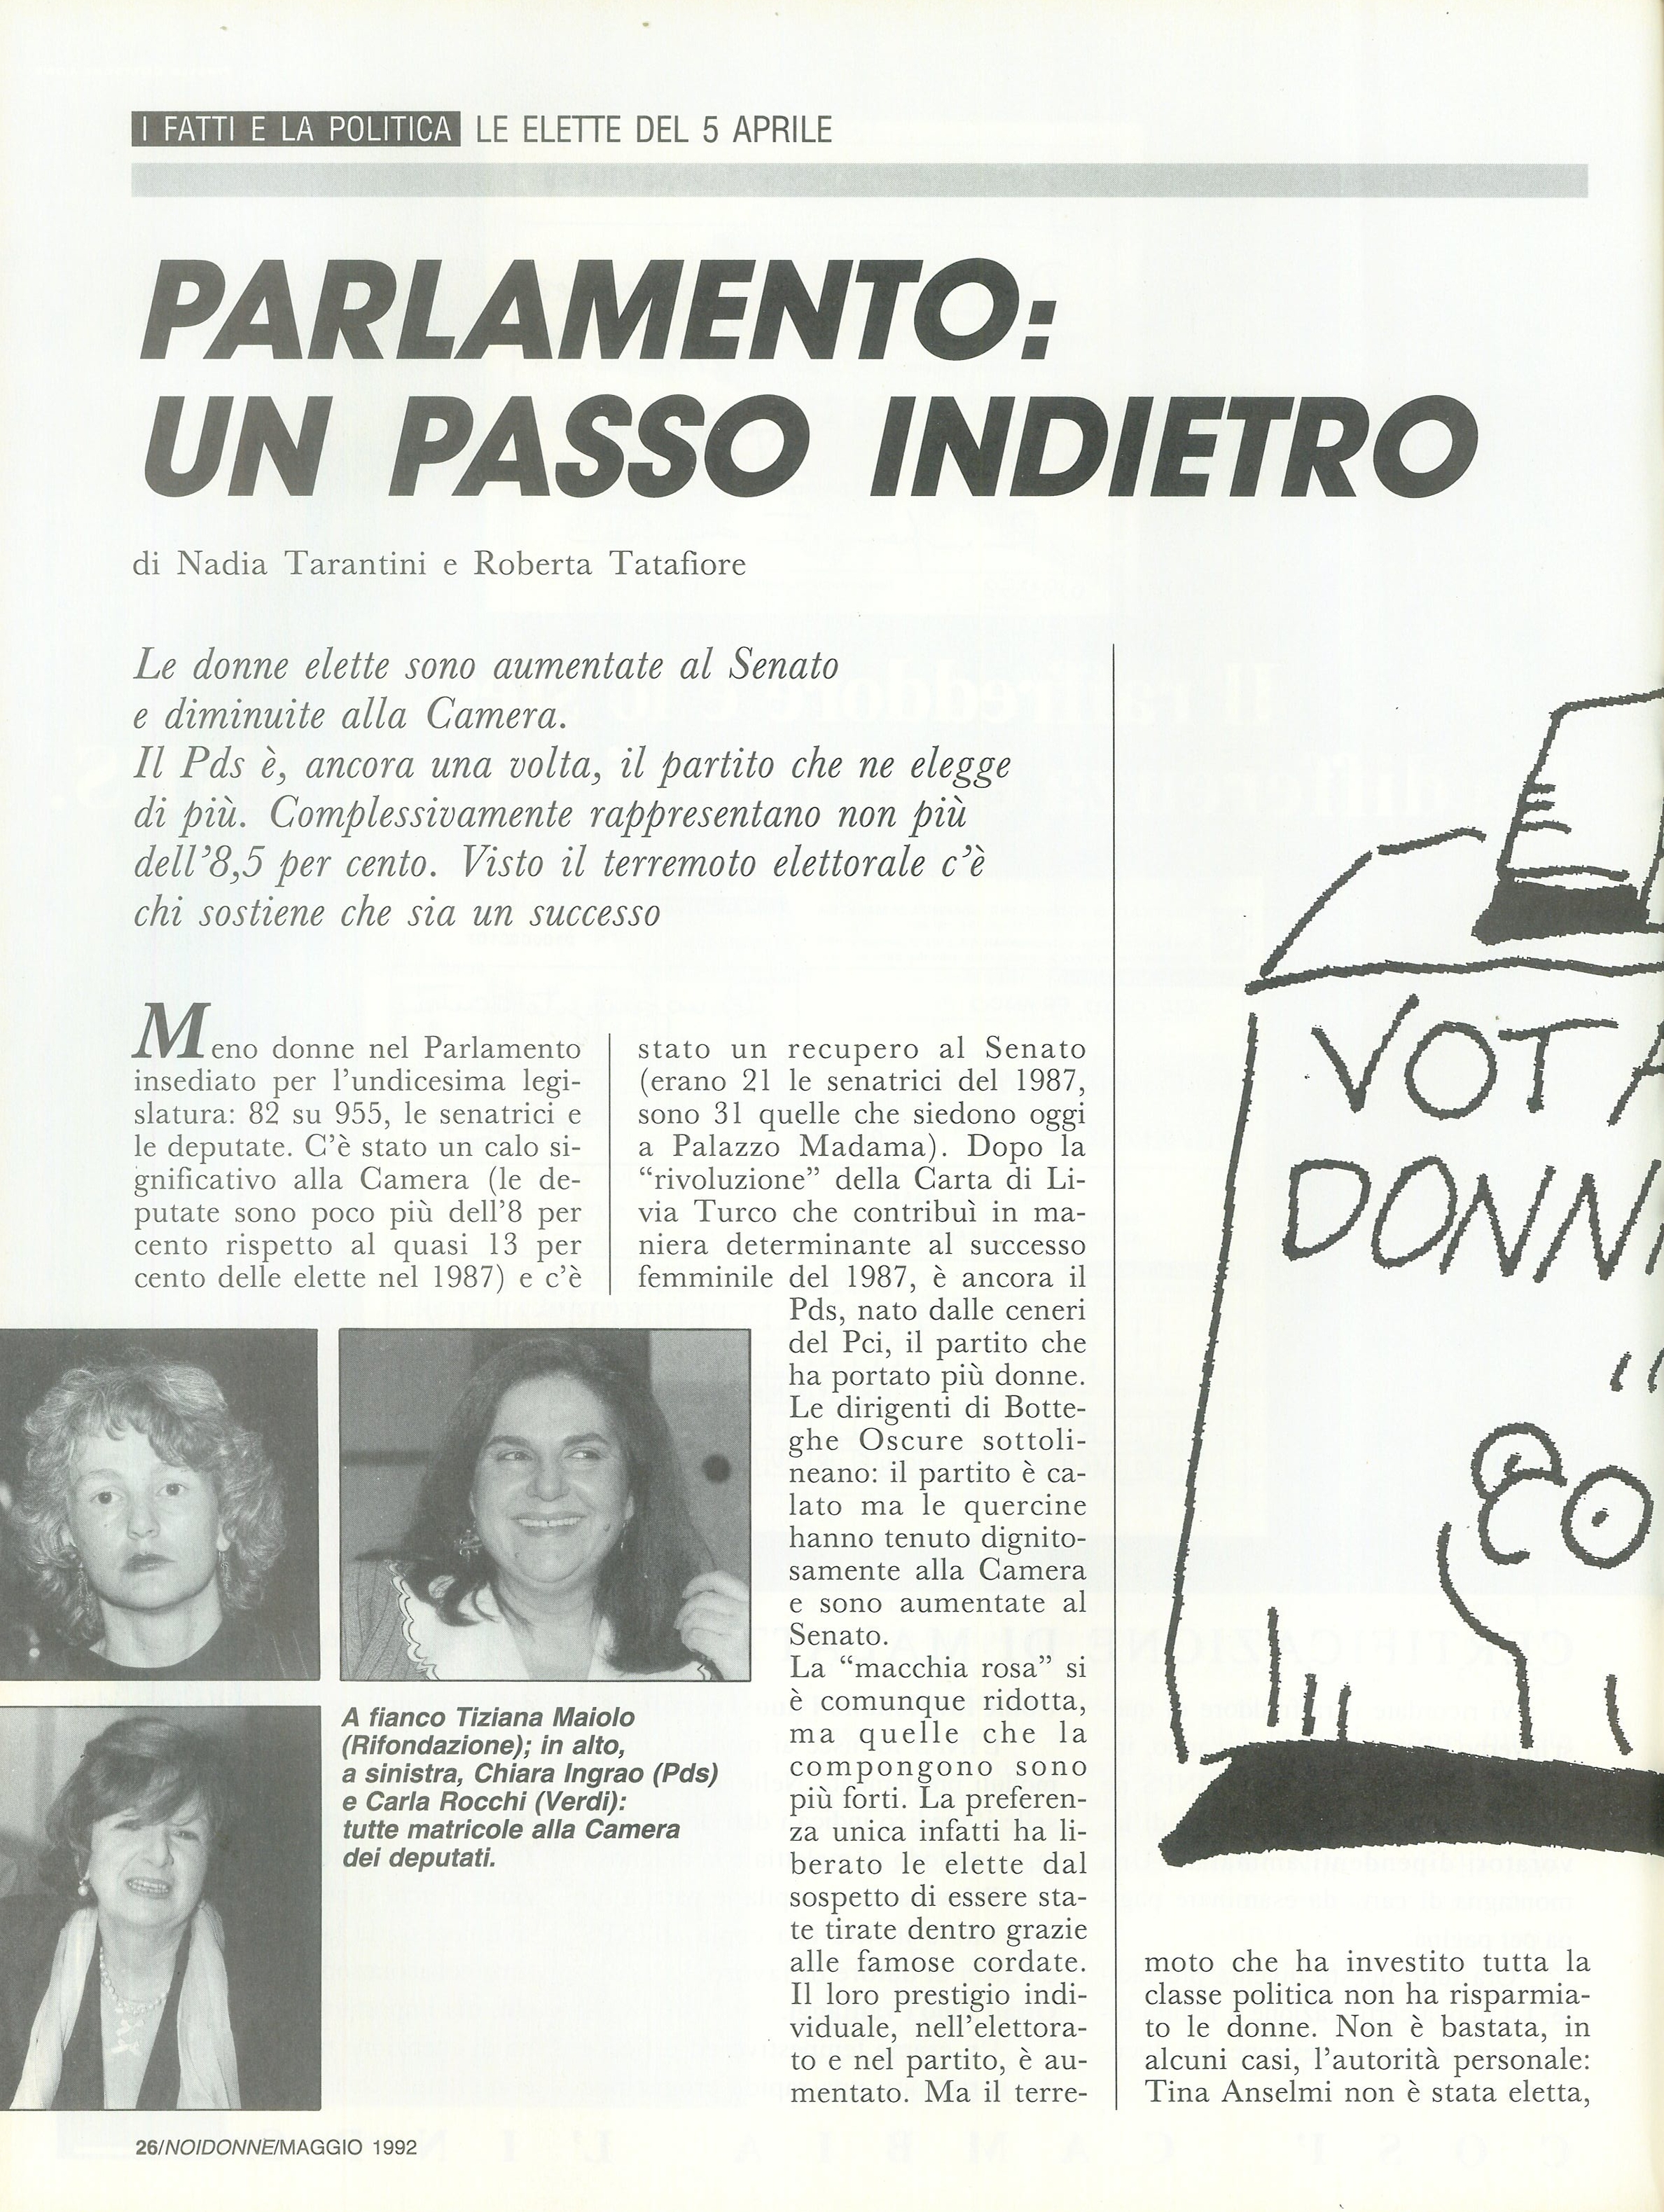 I FATTI E LA POLITICA LE ELETTE DEL 5 APRILE
PARLAMENTO:
UN PASSO INDIETRO
di Nadia Tarantini e Roberta Tatafiore
Le donne elette sono aumentate al Senato
e diminuite alla Camera.
Il Pds è, ancora una volta, il partito che ne elegge
di più. Complessivamente rappresentano non più
dell'8,5 per cento. Visto il terremoto elettorale c'è
chi sostiene che sia un successo
Meno donne nel Parlamento
insediato per l'undicesima legi-
slatura: 82 su 955, le senatrici e
le deputate. C'è stato un calo si-
gnificativo alla Camera (le de-
putate sono poco più dell'8 per
cento rispetto al quasi 13 per
cento delle elette nel 1987) e c'è
stato un recupero al Senato
(erano 21 le senatrici del 1987,
sono 31 quelle che siedono oggi
a Palazzo Madama). Dopo la
“rivoluzione” della Carta di Li-
via Turco che contribuì in ma-
niera determinante al successo
femminile del 1987, è ancora il
Pds, nato dalle ceneri
del Pci, il partito che
ha portato più donne.
Le dirigenti di Botte-
ghe Oscure sottoli-
neano: il partito è ca-
lato ma le quercine
hanno tenuto dignito-
samente alla Camera
e sono aumentate al
Senato.
La “macchia rosa” si
è comunque ridotta,
ma quelle che la
compongono sono
più forti. La preferen-
za unica infatti ha li-
berato le elette dal
sospetto di essere sta-
te tirate dentro grazie
alle famose cordate.
Il loro prestigio indi-
viduale, nell'elettora-
to e nel partito, è au-
mentato. Ma il terre-
A fianco Tiziana Maiolo
(Rifondazione); in alto,
a sinistra, Chiara Ingrao (Pds)
e Carla Rocchi (Verdi):
tutte matricole alla Camera
dei deputati.
VOTA
DONN
moto che ha investito tutta la
classe politica non ha risparmia-
to le donne. Non è bastata, in
alcuni casi, l'autorità personale:
Tina Anselmi non è stata eletta,
26/NOIDONNE/MAGGIO 1992